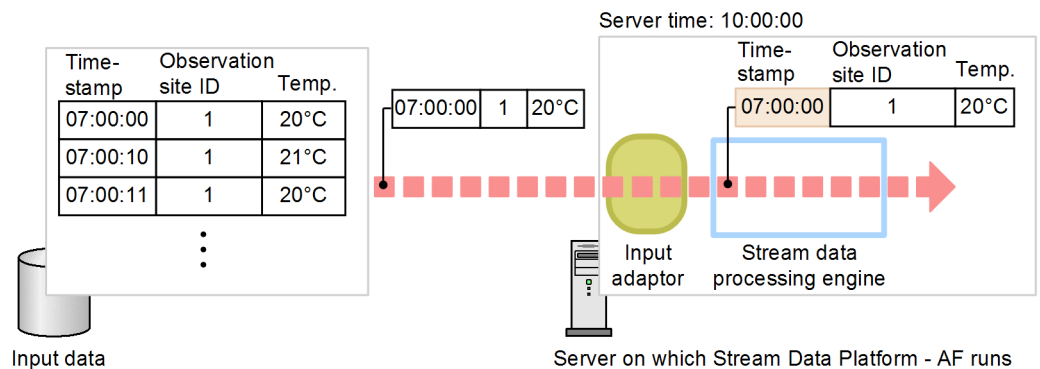 Server time: 10:00:00
Time-
stamp
Observation
site ID
Temp.
07:00:00 1 20°C
07:00:10 1 21°C
07:00:11 1 20°C
07:00:00 1 20°C
Time-
stamp
Observation
site ID
Temp.
07:00:00 1 20°C
Input
adaptor
Stream data
processing engine
Input data
Server on which Stream Data Platform - AF runs